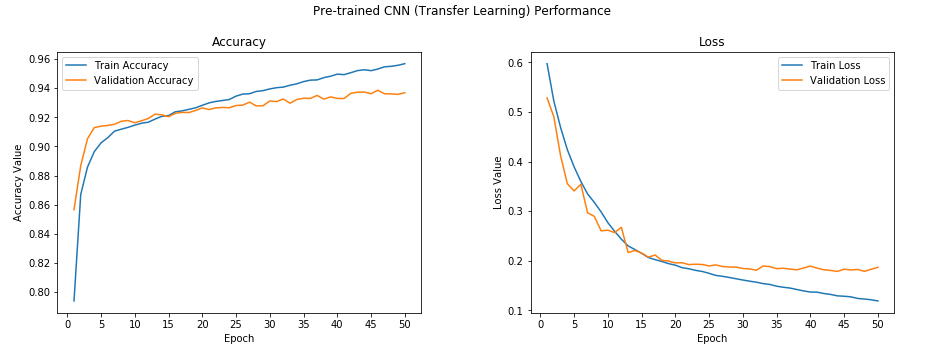 Pre-trained CNN (Transfer Learning) Performance
Accuracy
Train Accuracy
Validation Accuracy
Accuracy Value
0.96
0.94
0.92
0.90
0.88
0.86
0.84
0.82
0.80
0 5 10 15 20 25 30 35 40 45 50
Epoch
Loss
Train Loss
Validation Loss
Loss Value
0.6
0.5
0.4
0.3
0.2
0.1
0 5 10 15 20 25 30 35 40 45 50
Epoch